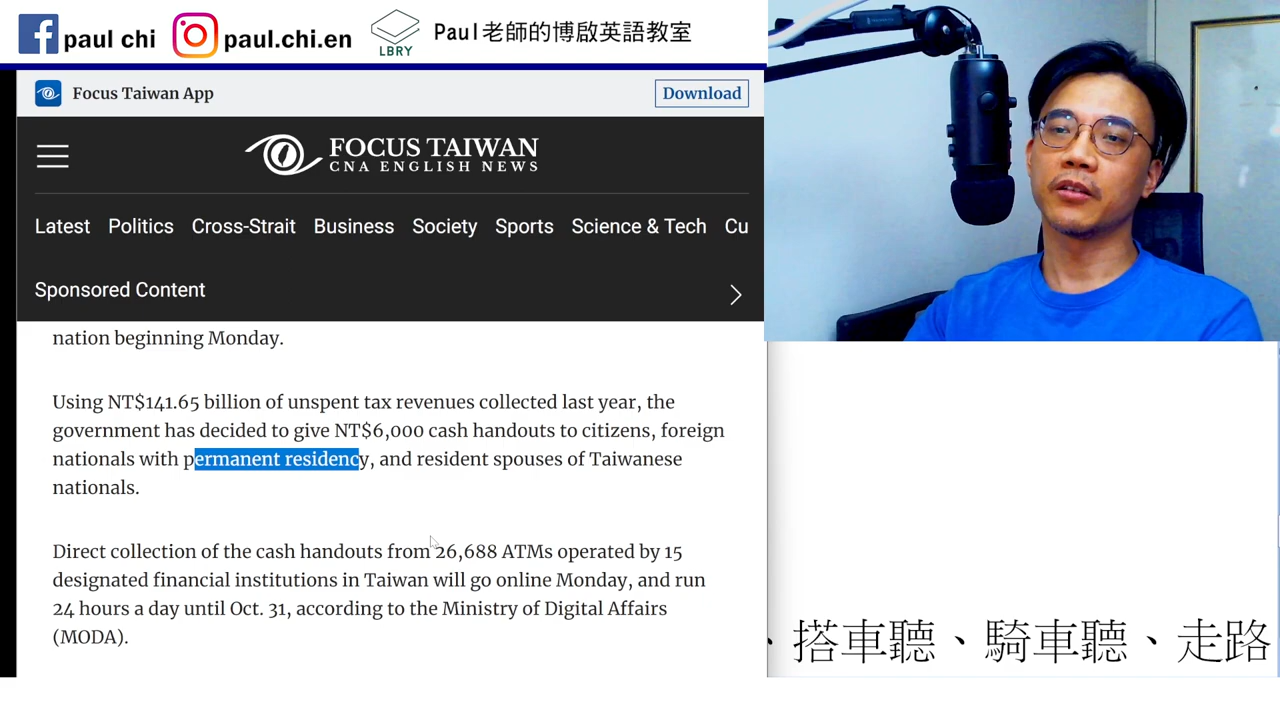 paul chi
paul.chi.en
LBRY
Paul老師的博啟英語教室
Focus Taiwan App
Download
FOCUS TAIWAN
CNA ENGLISH NEWS
Latest Politics Cross-Strait Business Society Sports Science & Tech Cu
Sponsored Content
nation beginning Monday.
Using NT$141.65 billion of unspent tax revenues collected last year, the
government has decided to give NT$6,000 cash handouts to citizens, foreign
nationals with permanent residency, and resident spouses of Taiwanese
nationals.
Direct collection of the cash handouts from 26,688 ATMs operated by 15
designated financial institutions in Taiwan will go online Monday, and run
24 hours a day until Oct. 31, according to the Ministry of Digital Affairs
(MODA).
、搭車聽、騎車聽、走路